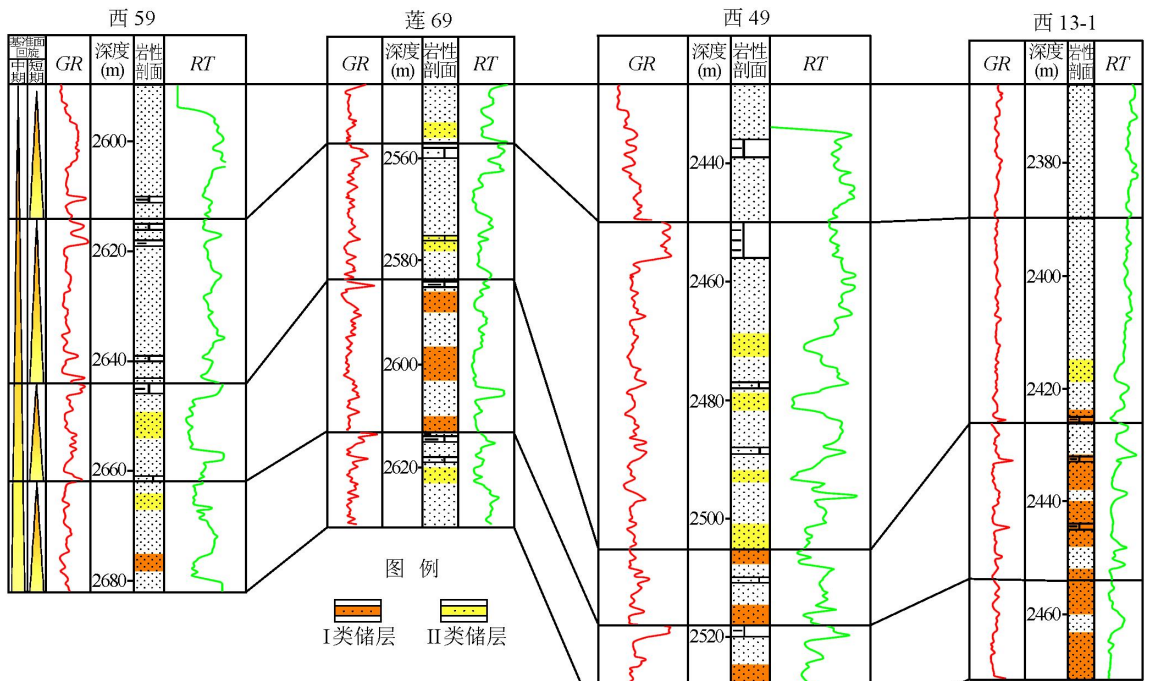 西 59
莲 69
西 49
西 13-1
基准面
回旋
中期
短期
GR
深度
(m)
岩性
剖面
RT
GR
深度
(m)
岩性
剖面
RT
GR
深度
(m)
岩性
剖面
RT
GR
深度
(m)
岩性
剖面
RT
2600
2620
2640
2660
2680
2560
2580
2600
2620
2440
2460
2480
2500
2520
2380
2400
2420
2440
2460
图 例
I类储层
II类储层